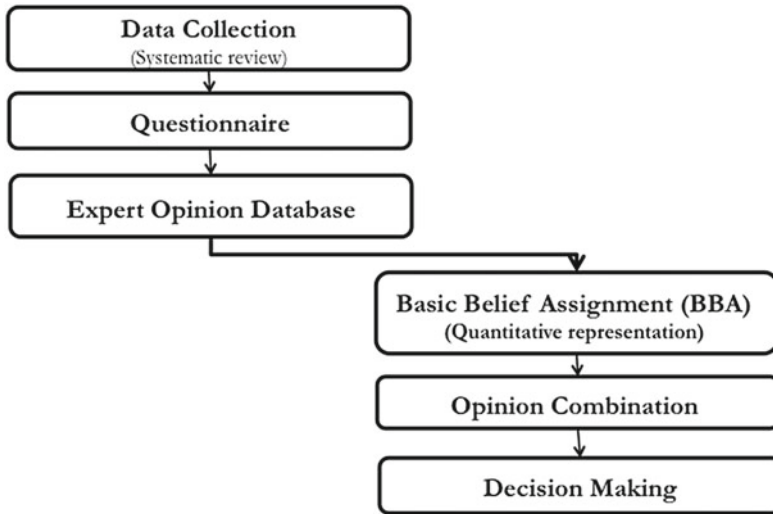 Data Collection
(Systematic review)
Questionnaire
Expert Opinion Database
Basic Belief Assignment (BBA)
(Quantitative representation)
Opinion Combination
Decision Making